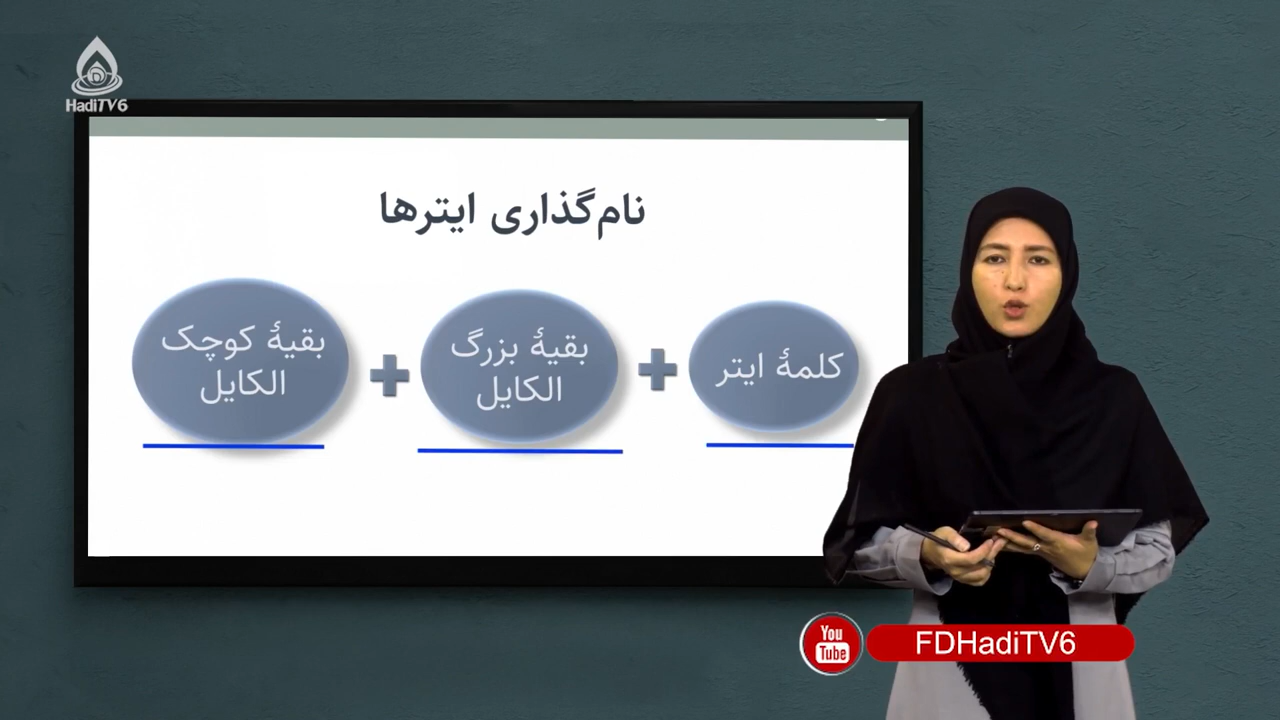 HadiTV6
نام‌گذاری ایترها
کلمهٔ ایتر
+
بقیهٔ بزرگ
الکایل
+
بقیهٔ کوچک
الکایل
You
Tube
FDHadiTV6